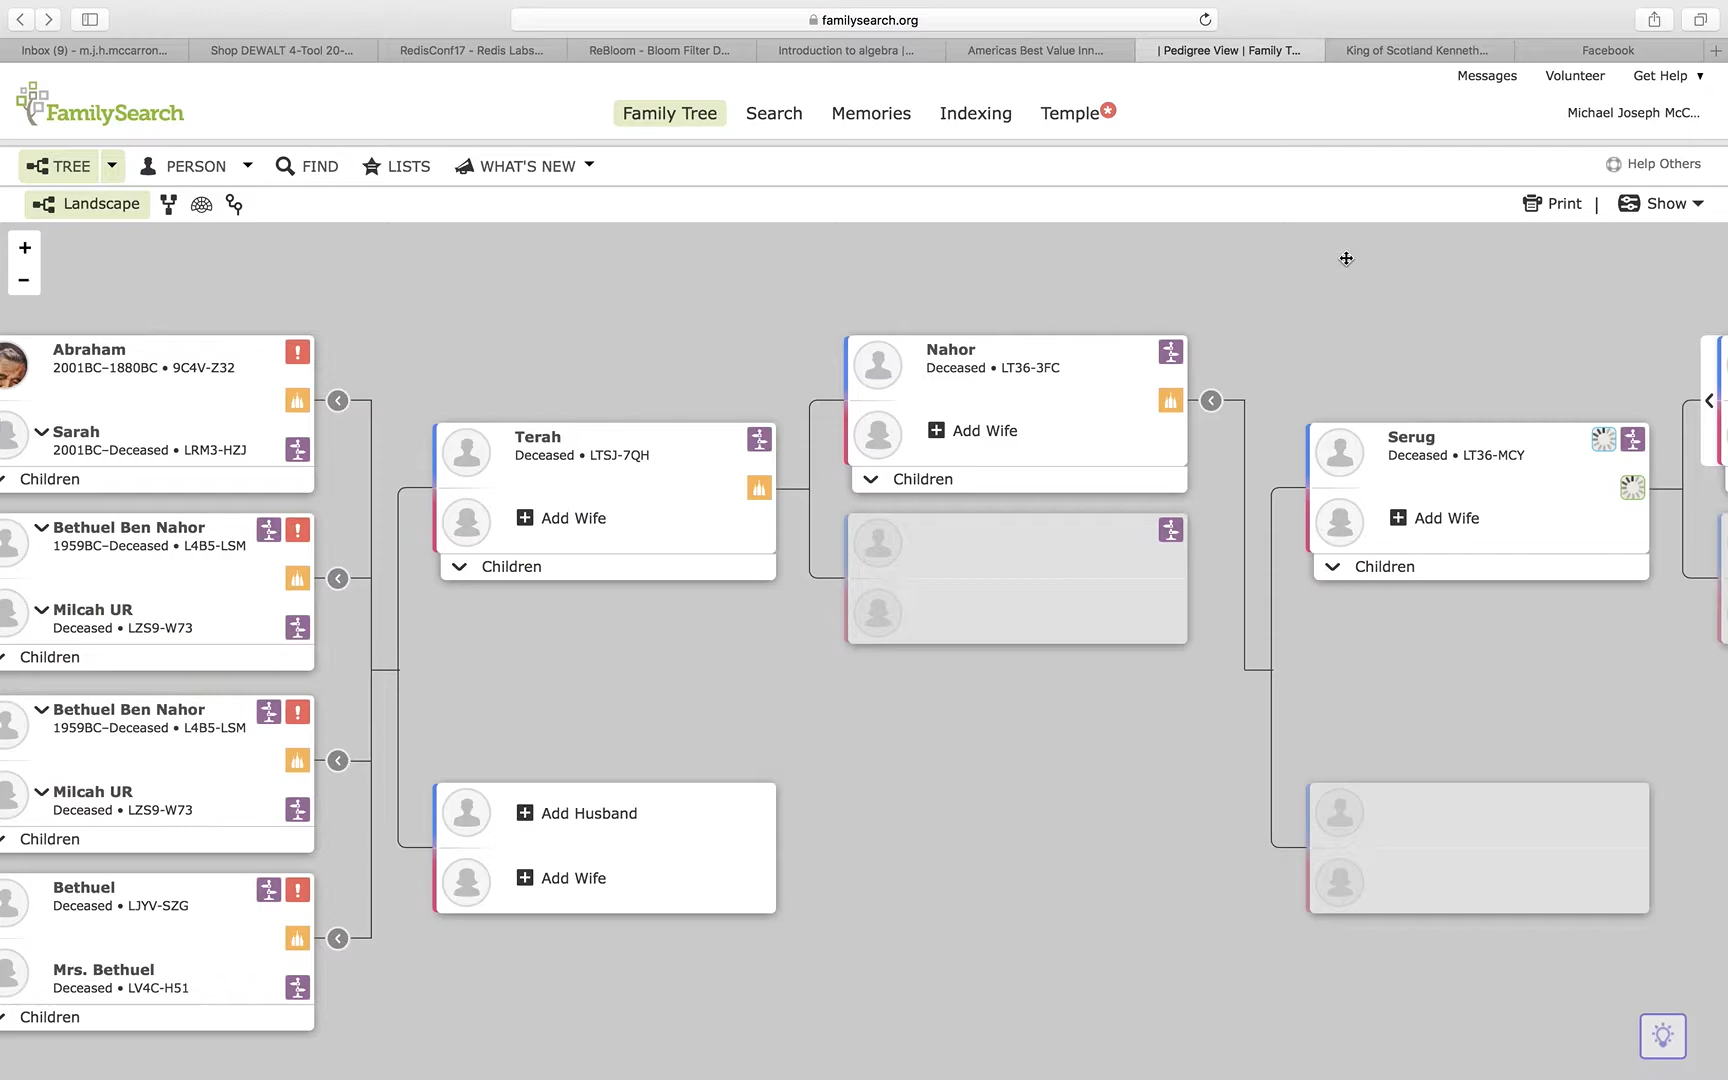 familysearch.org
Inbox (9) - m.j.h.mccarron...
Shop DEWALT 4-Tool 20-...
RedisConf17 - Redis Labs...
ReBloom - Bloom Filter D...
Introduction to algebra |...
Americas Best Value Inn...
| Pedigree View | Family T...
King of Scotland Kenneth...
Facebook
Messages
Volunteer
Get Help
FamilySearch
Family Tree
Search
Memories
Indexing
Temple
Michael Joseph McC...
TREE
PERSON
FIND
LISTS
WHAT'S NEW
Help Others
Landscape
Print |
Show
Abraham
2001BC–1880BC • 9C4V-Z32
Sarah
2001BC–Deceased • LRM3-HZJ
Children
Bethuel Ben Nahor
1959BC–Deceased • L4B5-LSM
Milcah UR
Deceased • LZS9-W73
Children
Bethuel Ben Nahor
1959BC–Deceased • L4B5-LSM
Milcah UR
Deceased • LZS9-W73
Children
Bethuel
Deceased • LJYV-SZG
Mrs. Bethuel
Deceased • LV4C-H51
Children
Terah
Deceased • LTSJ-7QH
Add Wife
Children
Add Husband
Add Wife
Nahor
Deceased • LT36-3FC
Add Wife
Children
Serug
Deceased • LT36-MCY
Add Wife
Children